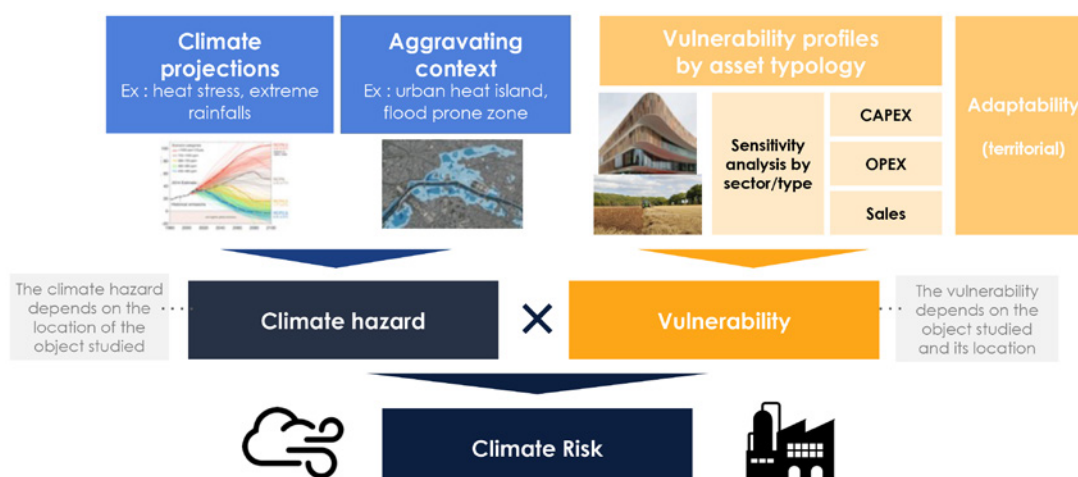 Climate
projections
Ex : heat stress, extreme
rainfalls
Aggravating
context
Ex : urban heat island,
flood prone zone
Vulnerability profiles
by asset typology
Sensitivity
analysis by
sector/type
CAPEX
OPEX
Sales
Adaptability
(territorial)
The climate hazard
depends on the
location of the
object studied
Climate hazard
×
Vulnerability
The vulnerability
depends on the
object studied
and its location
Climate Risk